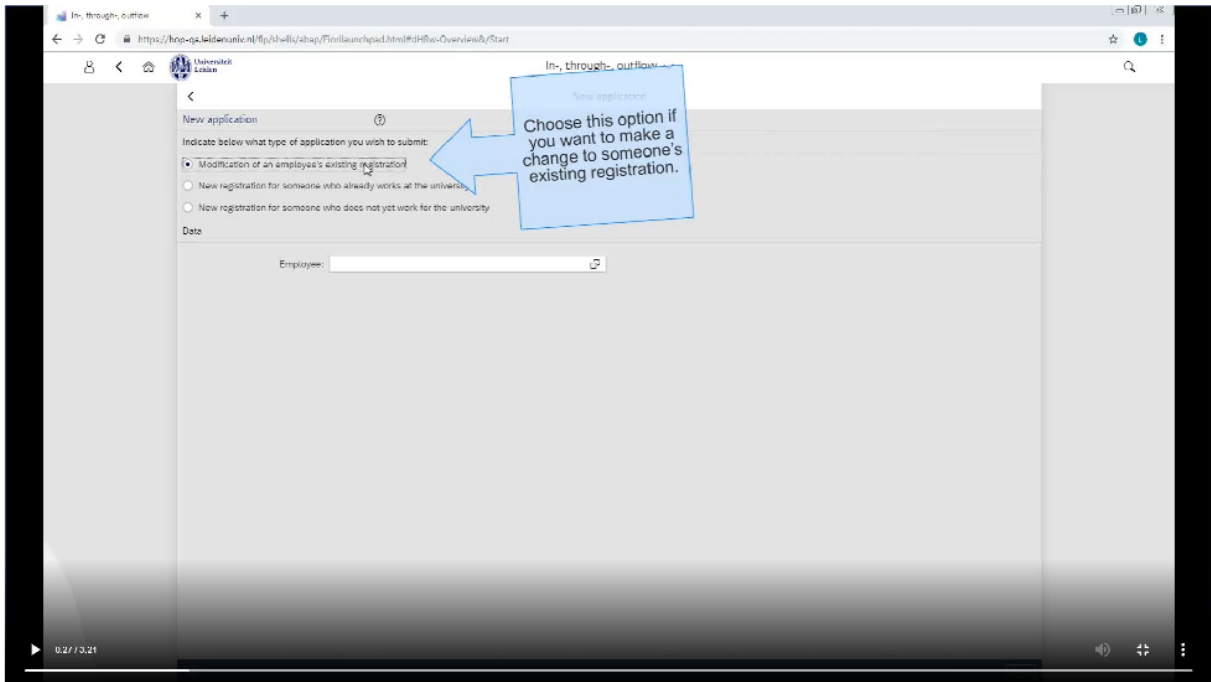 In-, through-, outflow
https://hop-qa.leidenuniv.nl/flp/shells/abap/Fiorilaunchpad.html#dHRw-Overview&/Start
L
Universiteit
Leiden
In-, through-, outflow
New application
New application
Indicate below what type of application you wish to submit:
Modification of an employee's existing registration
New registration for someone who already works at the university
New registration for someone who does not yet work for the university
Choose this option if
you want to make a
change to someone's
existing registration.
Data
Employee:
0:27 / 3:21